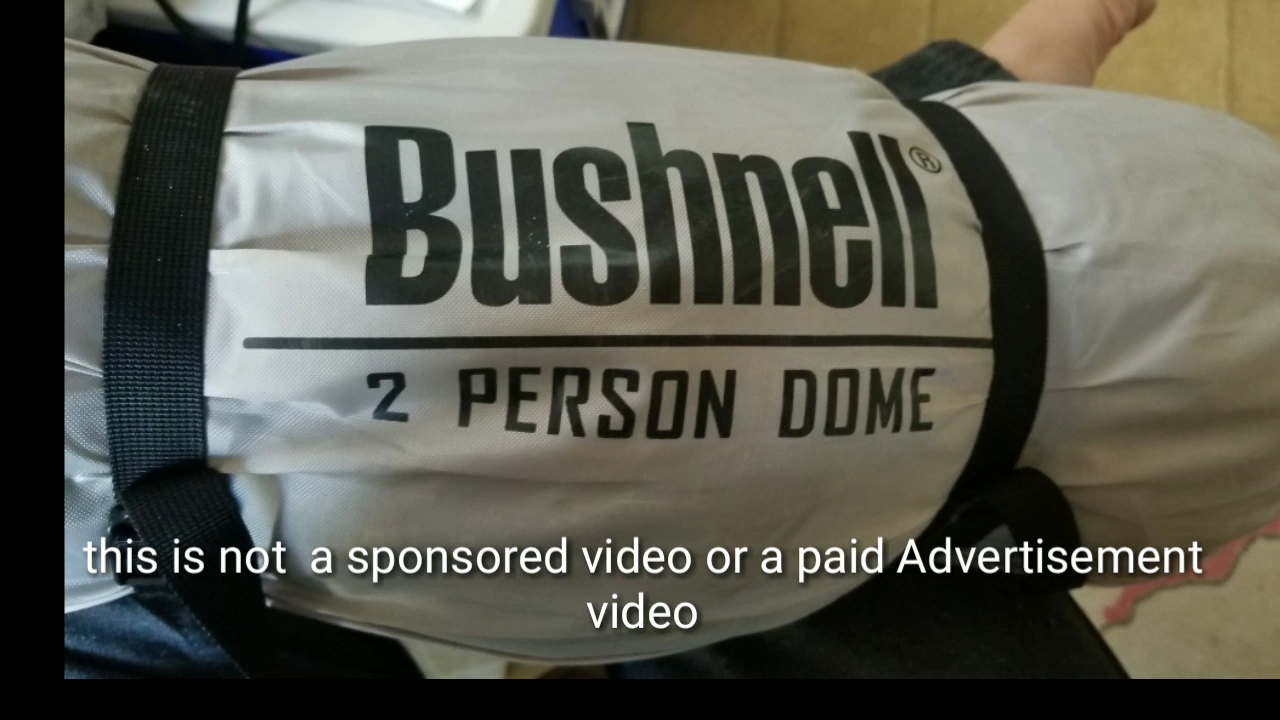 Bushnell®
2 PERSON DOME
this is not  a sponsored video or a paid Advertisement
video